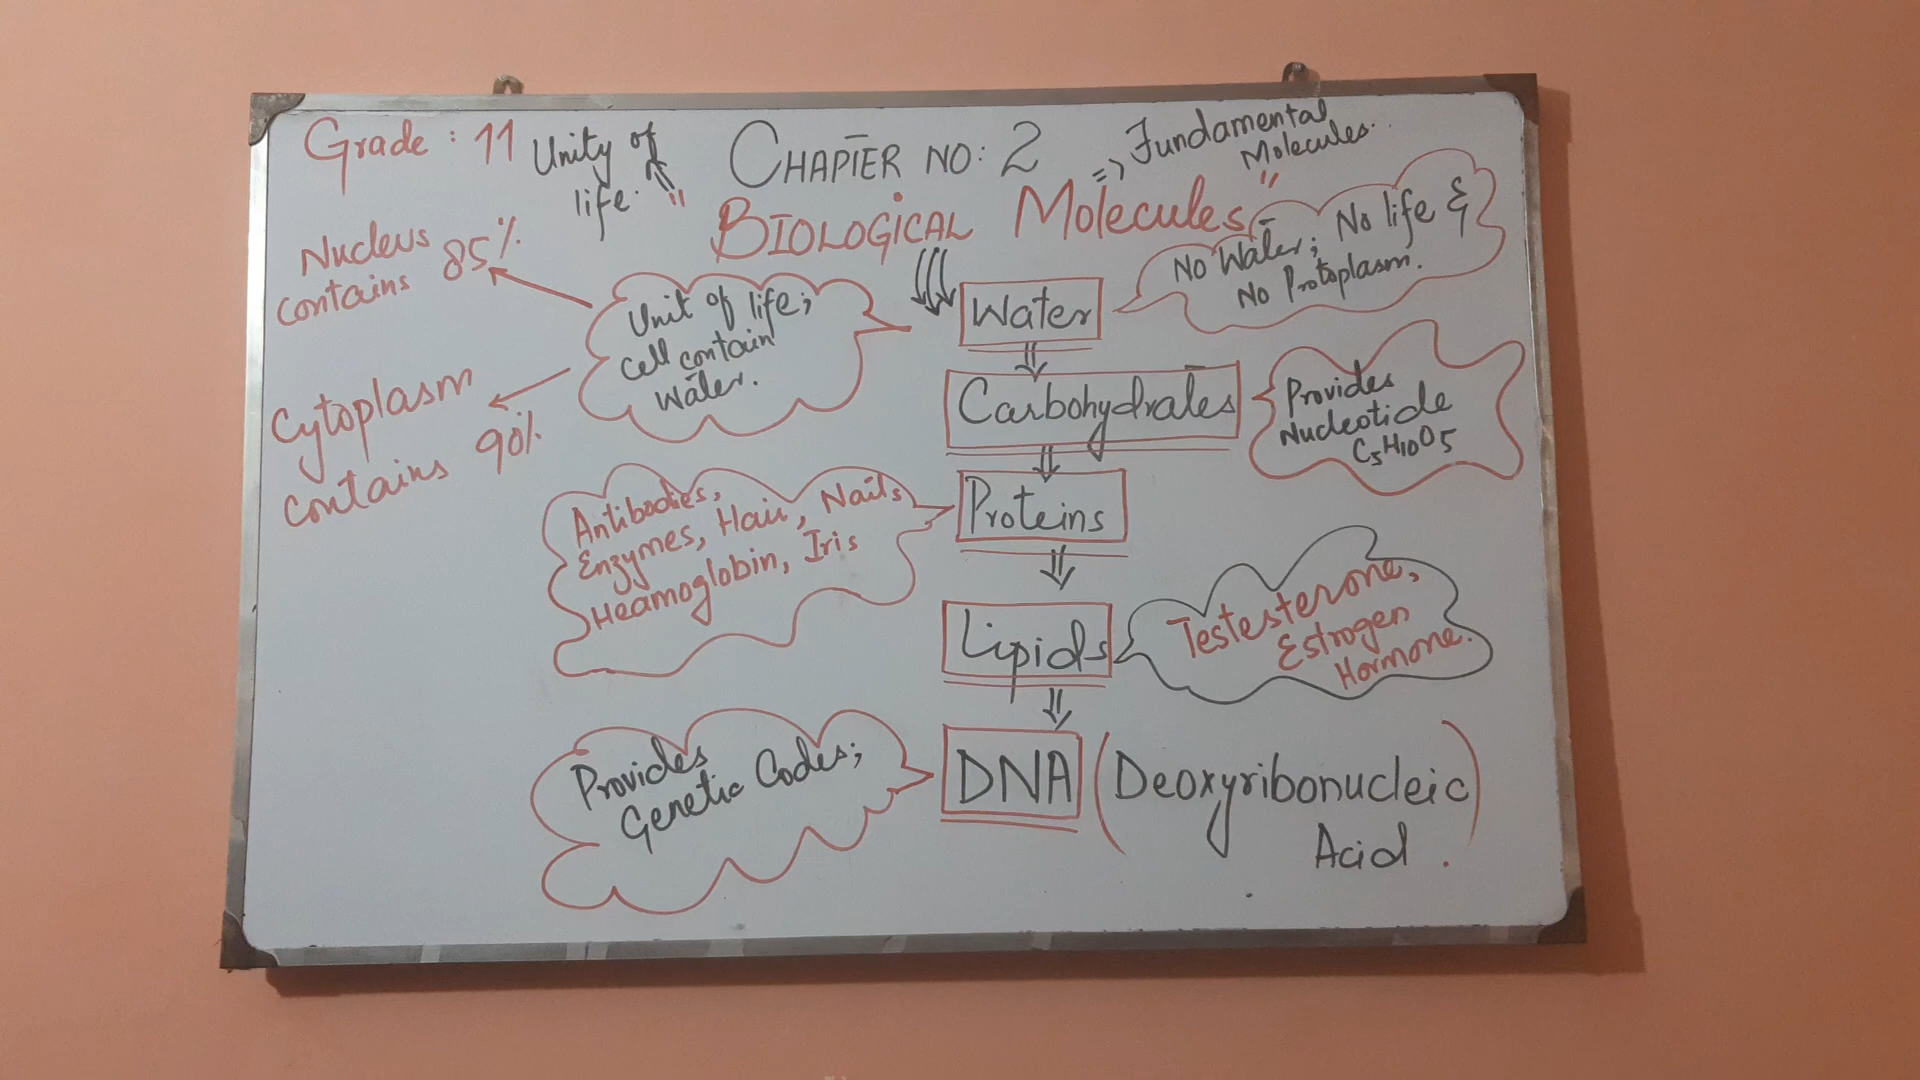 Grade : 11
Unity of
life.
CHAPTER NO: 2
=> Fundamental
Molecules..
" BIOLOGICAL Molecules "
Nucleus
contains 85%
Unit of life;
Cell contain
Water.
Water
No Water; No life &
No Protoplasm.
Cytoplasm
contains 90%
Carbohydrates
Provides
Nucleotide
C5H10O5
Antibodies,
Enzymes, Hair, Nails
Heamoglobin, Iris
Proteins
Lipids
Testesterone,
Estrogen
Hormone.
Provides
Genetic Codes;
DNA (Deoxyribonucleic)
Acid .